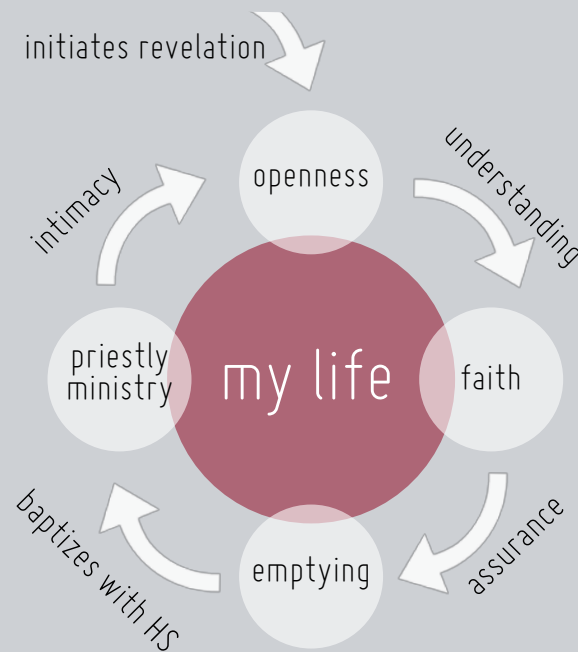 initiates revelation
openness
understanding
intimacy
priestly
ministry
my life
faith
baptizes with HS
emptying
assurance